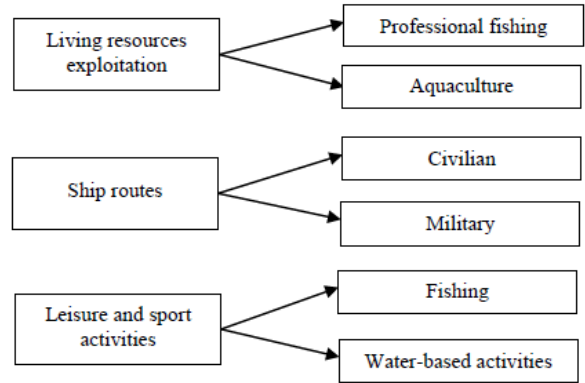 Living resources
exploitation
Professional fishing
Aquaculture
Ship routes
Civilian
Military
Leisure and sport
activities
Fishing
Water-based activities